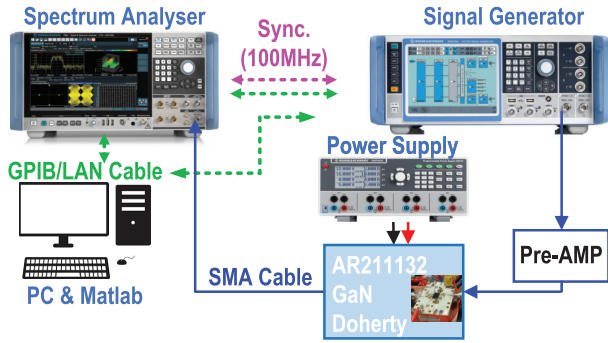 Spectrum Analyser
Sync.
(100MHz)
Signal Generator
GPIB/LAN Cable
Power Supply
PC & Matlab
SMA Cable
AR211132
GaN
Doherty
Pre-AMP